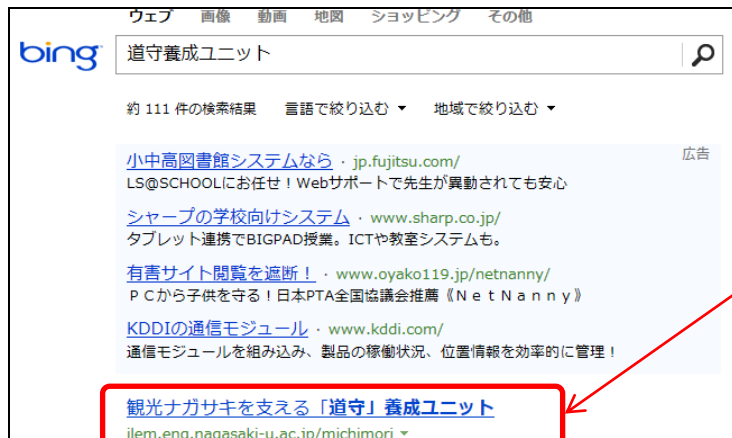 ウェブ 画像 動画 地図 ショッピング その他
bing
道守養成ユニット
約 111 件の検索結果 言語で絞り込む ▼ 地域で絞り込む ▼
広告
小中高図書館システムなら · jp.fujitsu.com/
LS@SCHOOLにお任せ！Webサポートで先生が異動されても安心
シャープの学校向けシステム · www.sharp.co.jp/
タブレット連携でBIGPAD授業。ICTや教室システムも。
有害サイト閲覧を遮断！ · www.oyako119.jp/netnanny/
ＰＣから子供を守る！日本PTA全国協議会推薦《ＮｅｔＮａｎｎｙ》
KDDIの通信モジュール · www.kddi.com/
通信モジュールを組み込み、製品の稼働状況、位置情報を効率的に管理！
観光ナガサキを支える「道守」養成ユニット
ilem.eng.nagasaki-u.ac.jp/michimori ▼